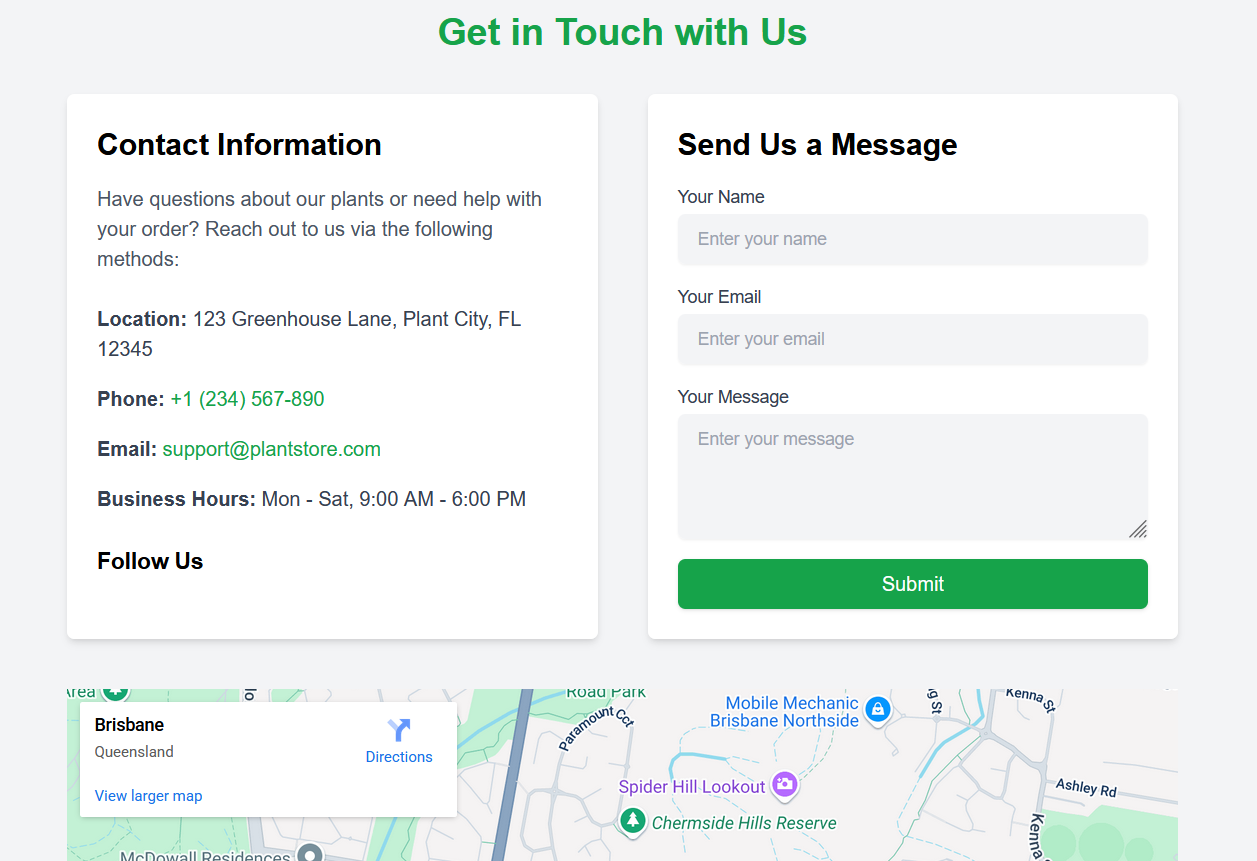 Get in Touch with Us
Contact Information
Have questions about our plants or need help with
your order? Reach out to us via the following
methods:
Location: 123 Greenhouse Lane, Plant City, FL
12345
Phone: +1 (234) 567-890
Email: support@plantstore.com
Business Hours: Mon - Sat, 9:00 AM - 6:00 PM
Follow Us
Send Us a Message
Your Name
Enter your name
Your Email
Enter your email
Your Message
Enter your message
Submit
Area
Brisbane
Queensland
Directions
View larger map
Road Park
Paramount Cct
Mobile Mechanic
Brisbane Northside
Kenna St
Spider Hill Lookout
Ashley Rd
Chermside Hills Reserve
Kenna S
McDowall Residences